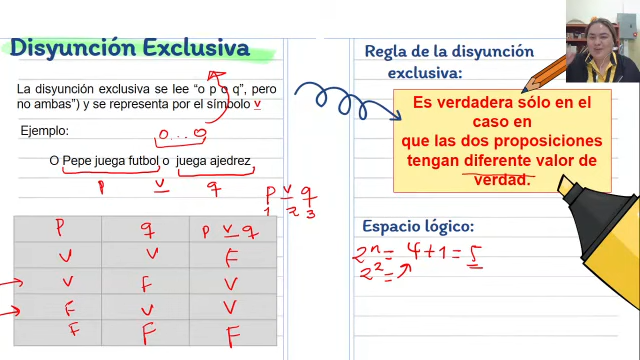 Disyunción Exclusiva
La disyunción exclusiva se lee “o p o q”, pero
no ambas”) y se representa por el símbolo v
Ejemplo:
o...o
O Pepe juega futbol o juega ajedrez
p v q
p v q
1 2 3
p q p v q
V V F
V F V
F V V
F F F
Regla de la disyunción
exclusiva:
Es verdadera sólo en el
caso en
que las dos proposiciones
tengan diferente valor de
verdad.
Espacio lógico:
2ⁿ = 4+1 = 5
2² =